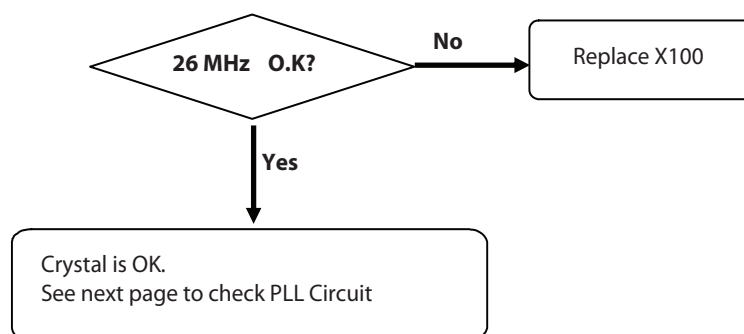 26 MHz O.K?
No
Replace X100
Yes
Crystal is OK.
See next page to check PLL Circuit